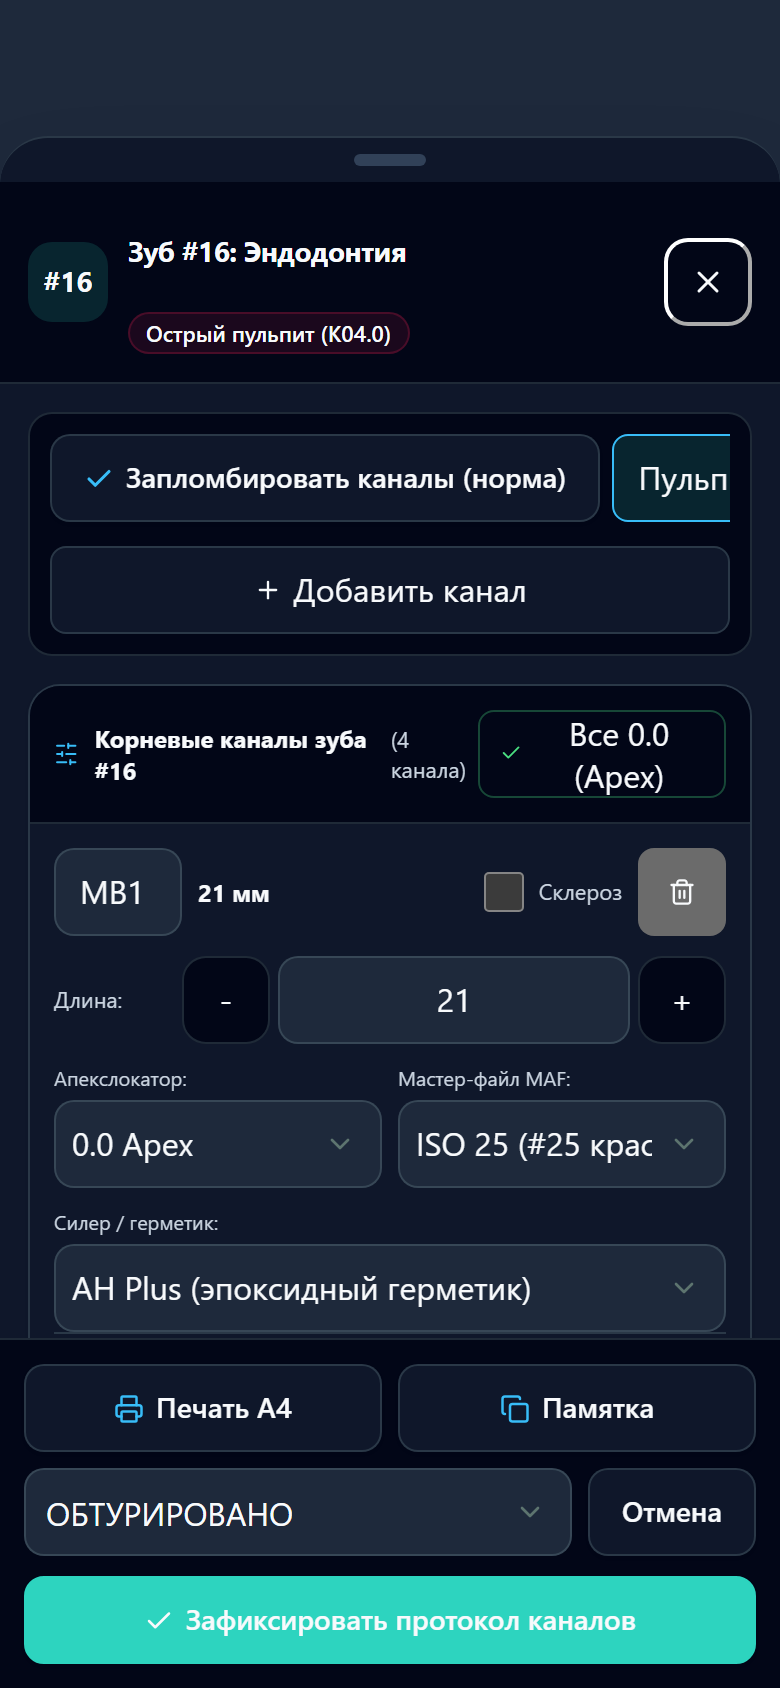 #16
Зуб #16: Эндодонтия
Острый пульпит (K04.0)
Запломбировать каналы (норма)
Пульп
+ Добавить канал
Корневые каналы зуба #16
(4 канала)
Все 0.0 (Apex)
MB1
21 мм
Склероз
Длина:
-
21
+
Апекслокатор:
Мастер-файл MAF:
0.0 Apex
ISO 25 (#25 крас
Силер / герметик:
AH Plus (эпоксидный герметик)
Печать A4
Памятка
ОБТУРИРОВАНО
Отмена
Зафиксировать протокол каналов